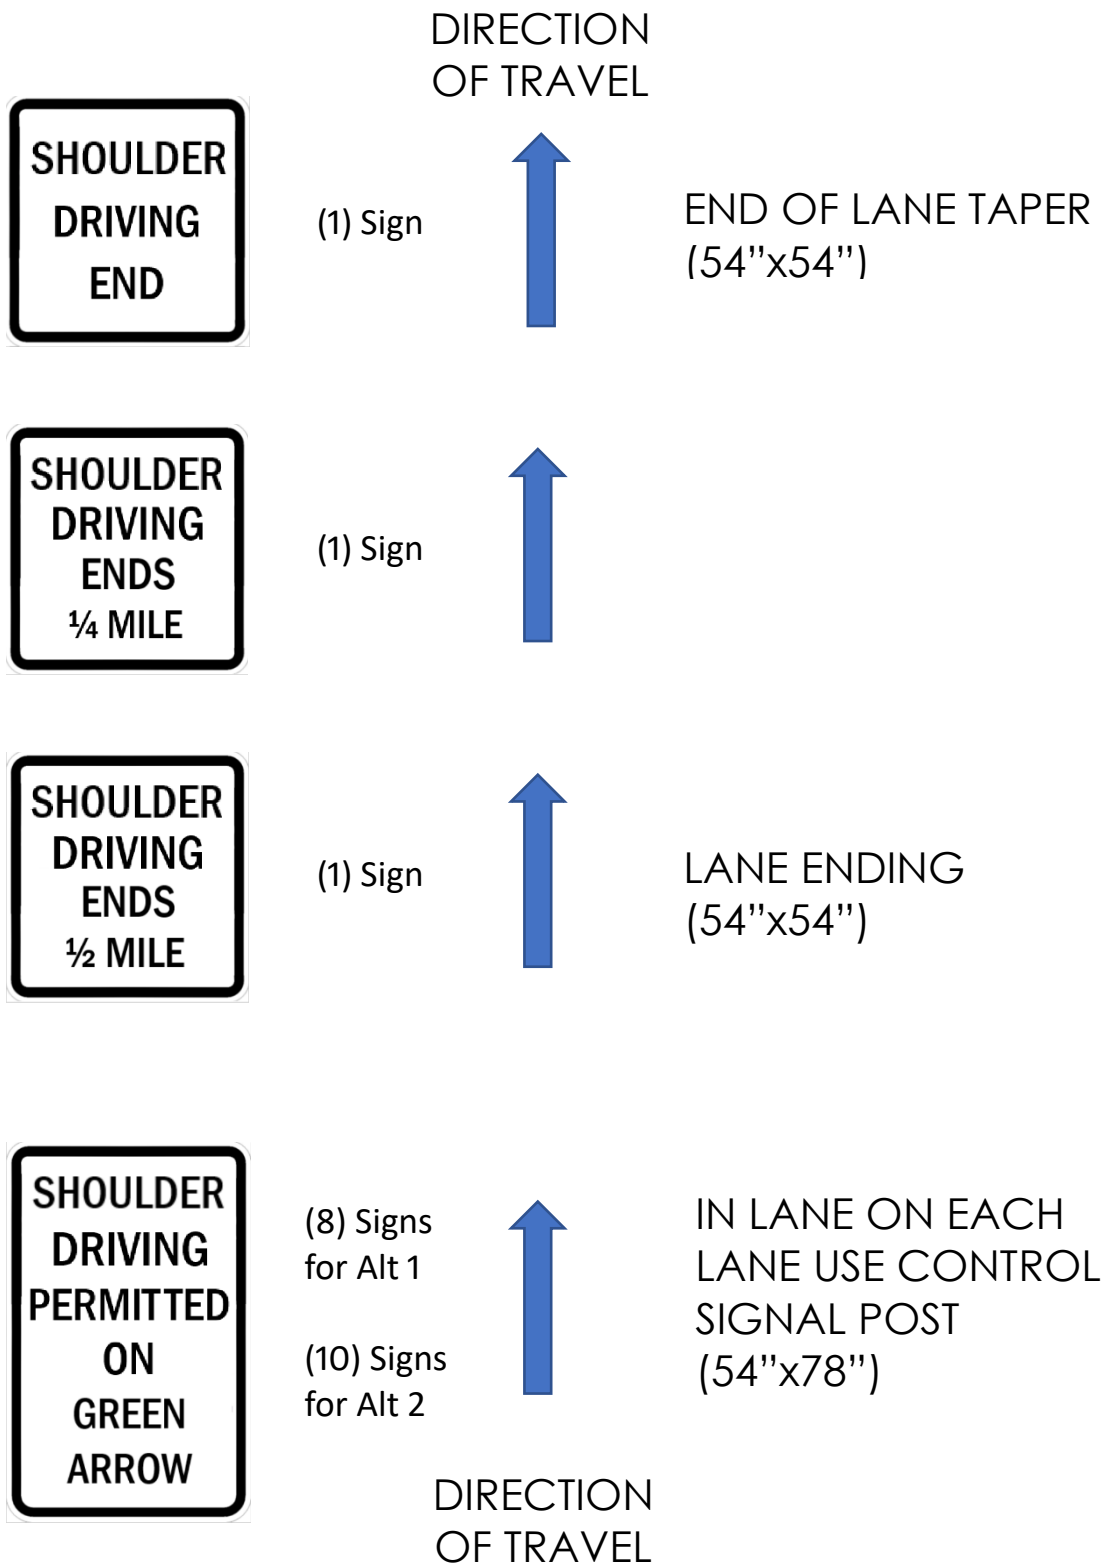 DIRECTION
OF TRAVEL
SHOULDER
DRIVING
END
(1) Sign
END OF LANE TAPER
(54”x54”)
SHOULDER
DRIVING
ENDS
¼ MILE
(1) Sign
SHOULDER
DRIVING
ENDS
½ MILE
(1) Sign
LANE ENDING
(54”x54”)
SHOULDER
DRIVING
PERMITTED
ON
GREEN
ARROW
(8) Signs
for Alt 1
(10) Signs
for Alt 2
IN LANE ON EACH
LANE USE CONTROL
SIGNAL POST
(54”x78”)
DIRECTION
OF TRAVEL